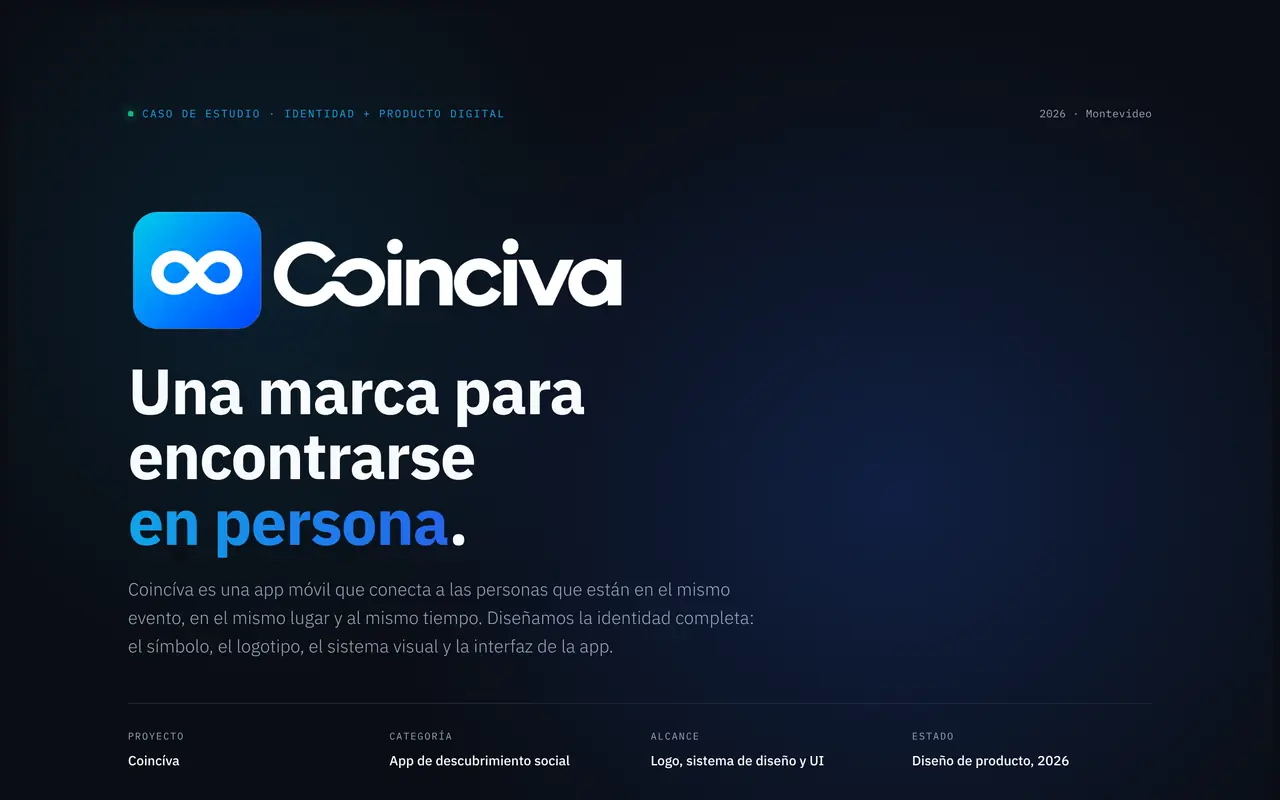 CASO DE ESTUDIO · IDENTIDAD + PRODUCTO DIGITAL
2026 · Montevideo
Coinciva
Una marca para
encontrarse
en persona.
Coincíva es una app móvil que conecta a las personas que están en el mismo
evento, en el mismo lugar y al mismo tiempo. Diseñamos la identidad completa:
el símbolo, el logotipo, el sistema visual y la interfaz de la app.
PROYECTO
Coincíva
CATEGORÍA
App de descubrimiento social
ALCANCE
Logo, sistema de diseño y UI
ESTADO
Diseño de producto, 2026